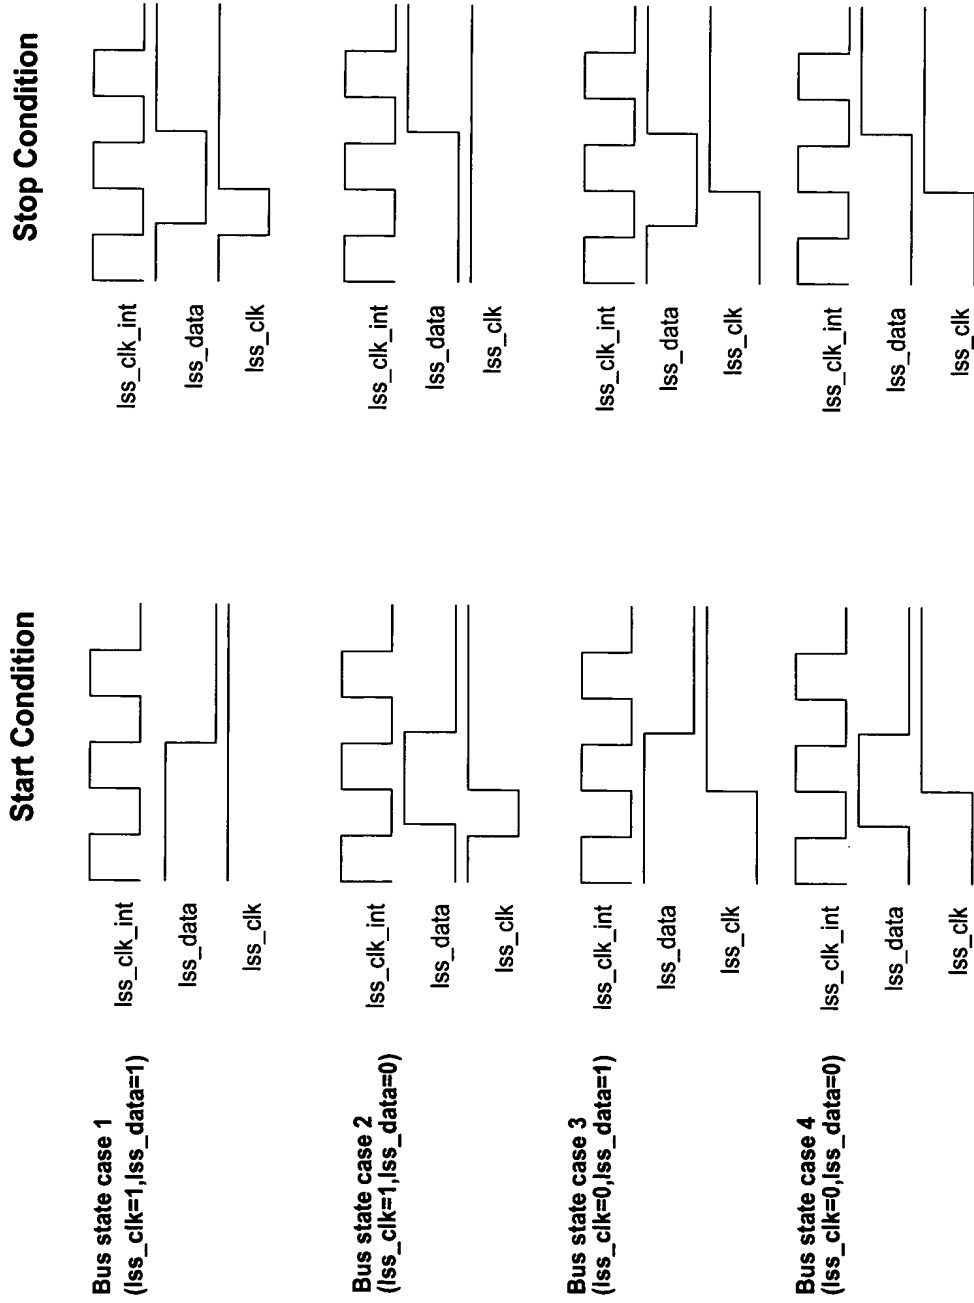 Start Condition
Stop Condition
Bus state case 1
(lss_clk=1,lss_data=1)
lss_clk_int
lss_data
lss_clk
lss_clk_int
lss_data
lss_clk
Bus state case 2
(lss_clk=1,lss_data=0)
lss_clk_int
lss_data
lss_clk
lss_clk_int
lss_data
lss_clk
Bus state case 3
(lss_clk=0,lss_data=1)
lss_clk_int
lss_data
lss_clk
lss_clk_int
lss_data
lss_clk
Bus state case 4
(lss_clk=0,lss_data=0)
lss_clk_int
lss_data
lss_clk
lss_clk_int
lss_data
lss_clk